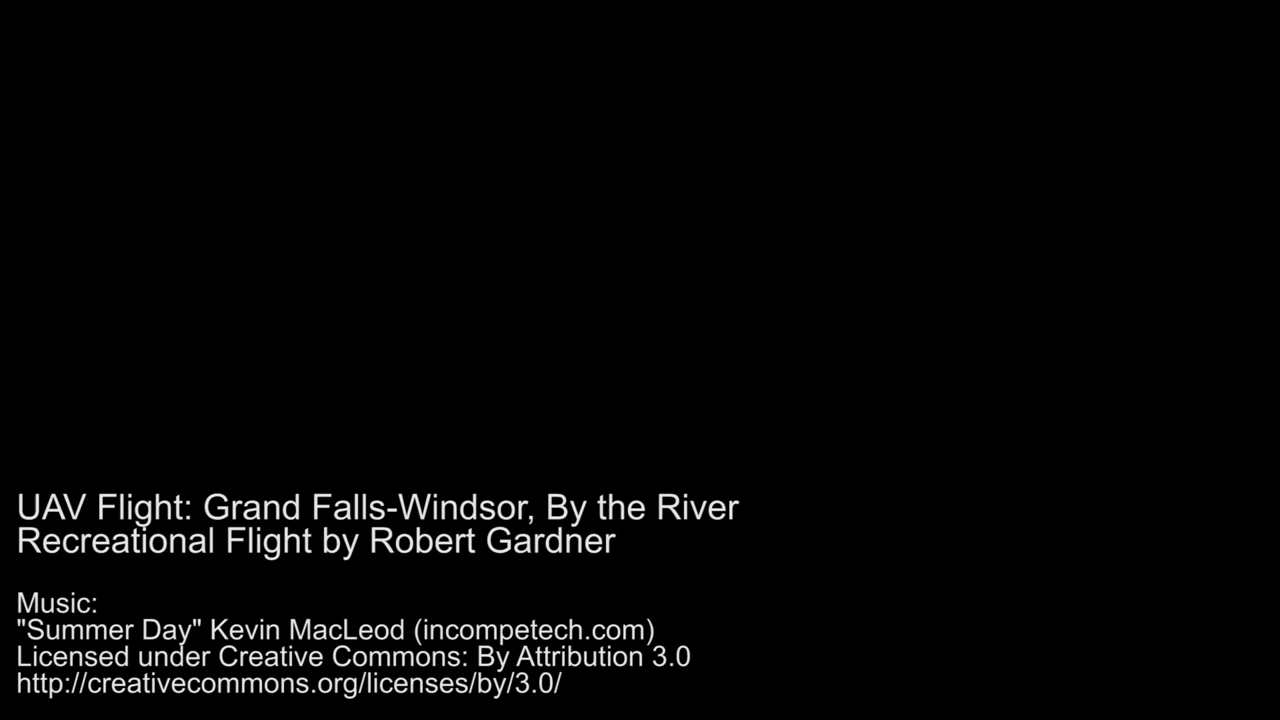 UAV Flight: Grand Falls-Windsor, By the River
Recreational Flight by Robert Gardner
Music:
"Summer Day" Kevin MacLeod (incompetech.com)
Licensed under Creative Commons: By Attribution 3.0
http://creativecommons.org/licenses/by/3.0/